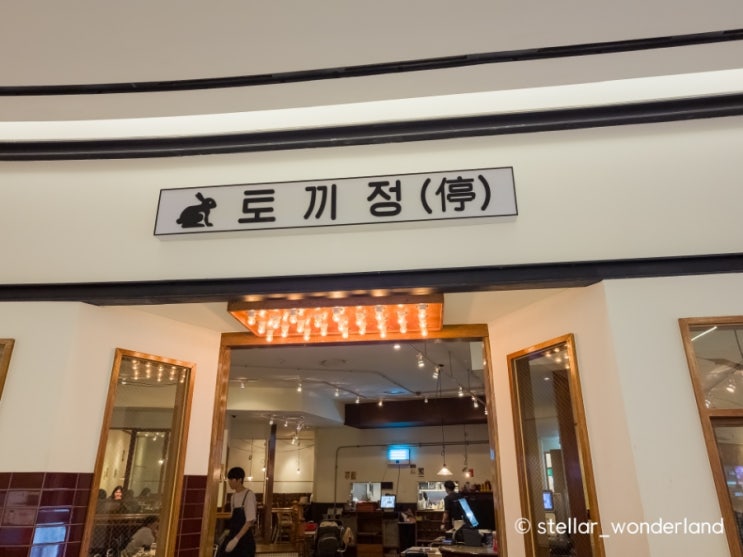 토끼정(停)
© stellar_wonderland